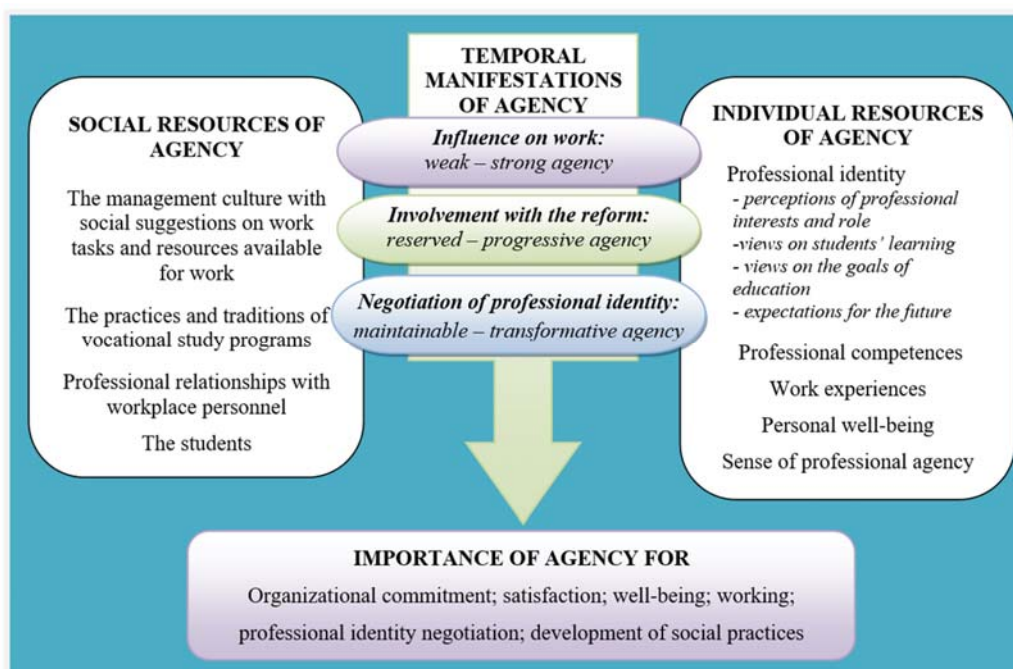 TEMPORAL
MANIFESTATIONS
OF AGENCY
SOCIAL RESOURCES OF
AGENCY
The management culture with
social suggestions on work
tasks and resources available
for work
The practices and traditions of
vocational study programs
Professional relationships with
workplace personnel
The students
Influence on work:
weak – strong agency
Involvement with the reform:
reserved – progressive agency
Negotiation of professional identity:
maintainable – transformative agency
INDIVIDUAL RESOURCES
OF AGENCY
Professional identity
- perceptions of professional
interests and role
-views on students' learning
- views on the goals of
education
- expectations for the future
Professional competences
Work experiences
Personal well-being
Sense of professional agency
IMPORTANCE OF AGENCY FOR
Organizational commitment; satisfaction; well-being; working;
professional identity negotiation; development of social practices